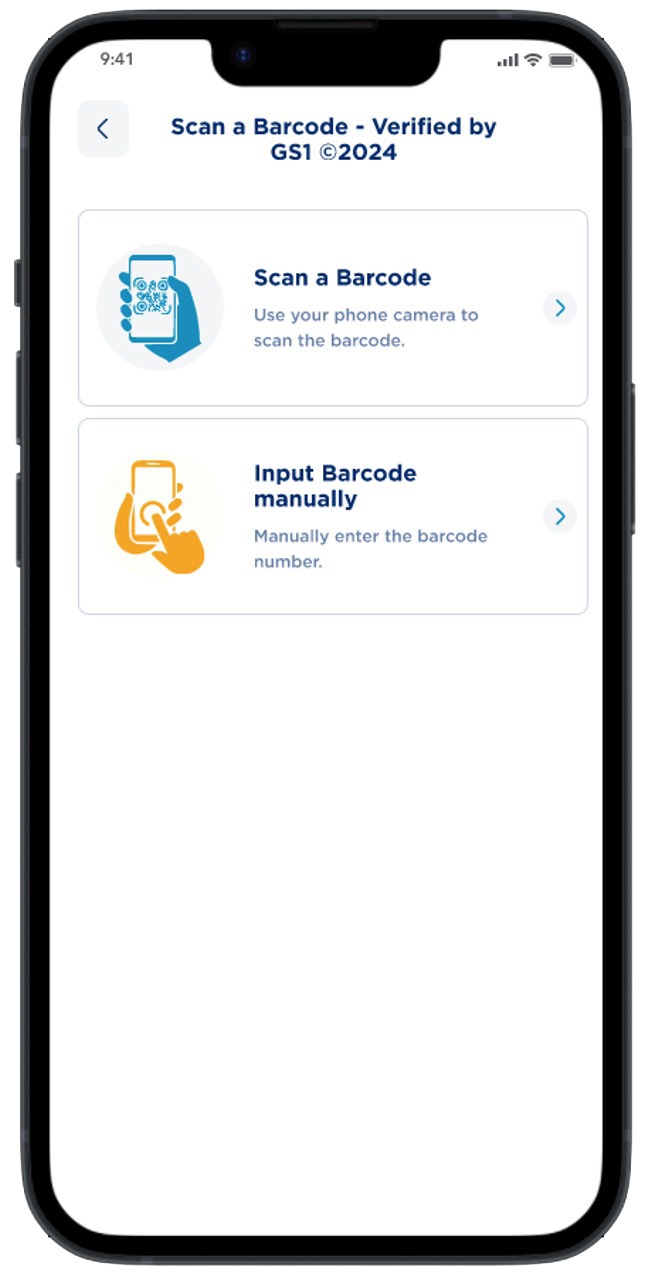 9:41
Scan a Barcode - Verified by
GS1 ©2024
Scan a Barcode
Use your phone camera to
scan the barcode.
Input Barcode
manually
Manually enter the barcode
number.